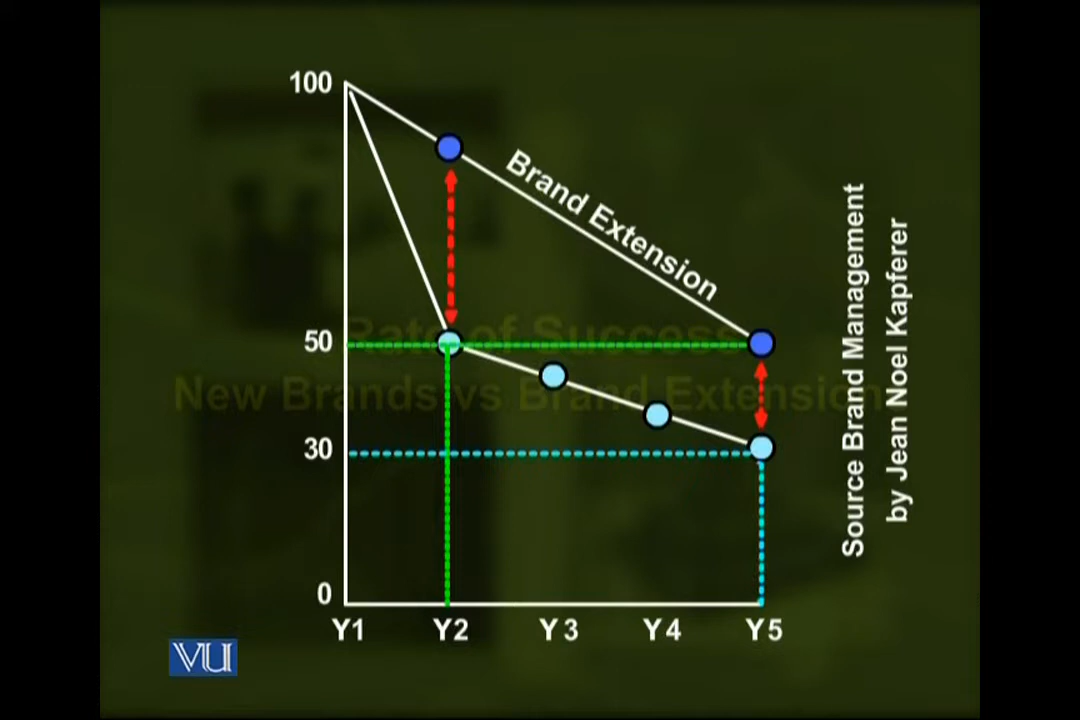 100
Brand Extension
50
Rate of Success
New Brands vs Brand Extension
30
0
Y1 Y2 Y3 Y4 Y5
Source Brand Management
by Jean Noel Kapferer
VU